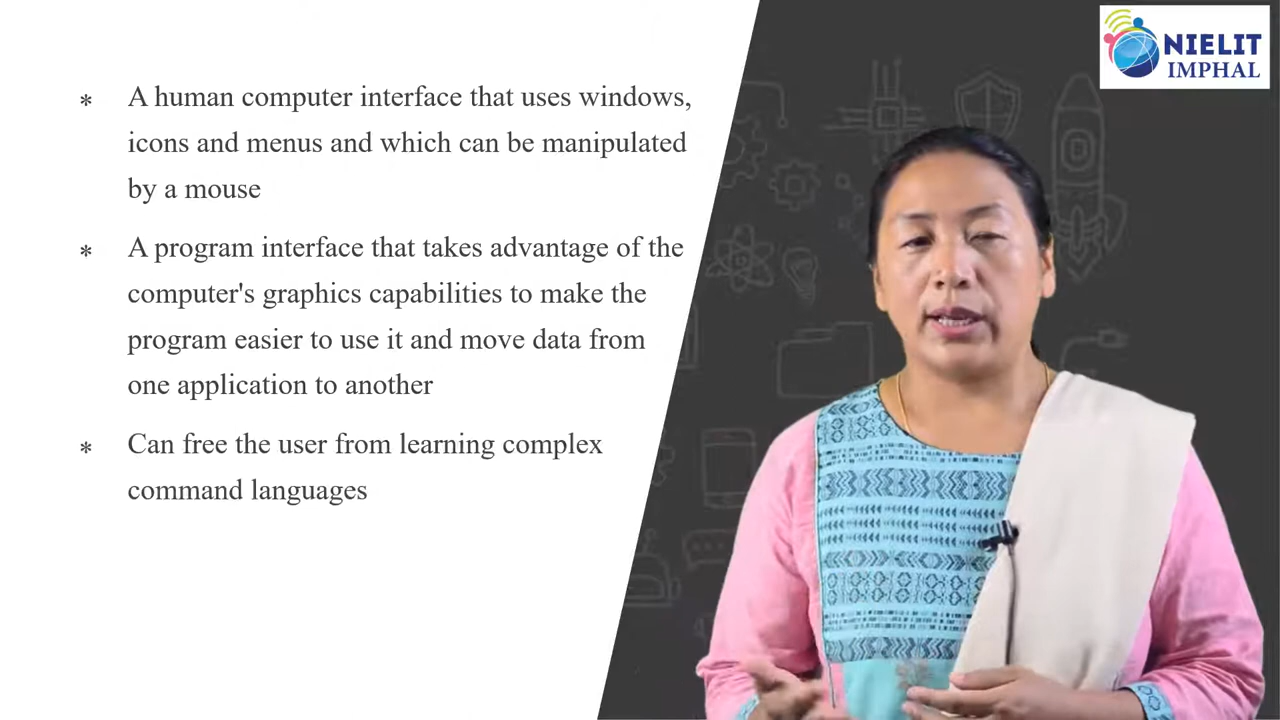 * A human computer interface that uses windows,
icons and menus and which can be manipulated
by a mouse
* A program interface that takes advantage of the
computer's graphics capabilities to make the
program easier to use it and move data from
one application to another
* Can free the user from learning complex
command languages
NIELIT
IMPHAL